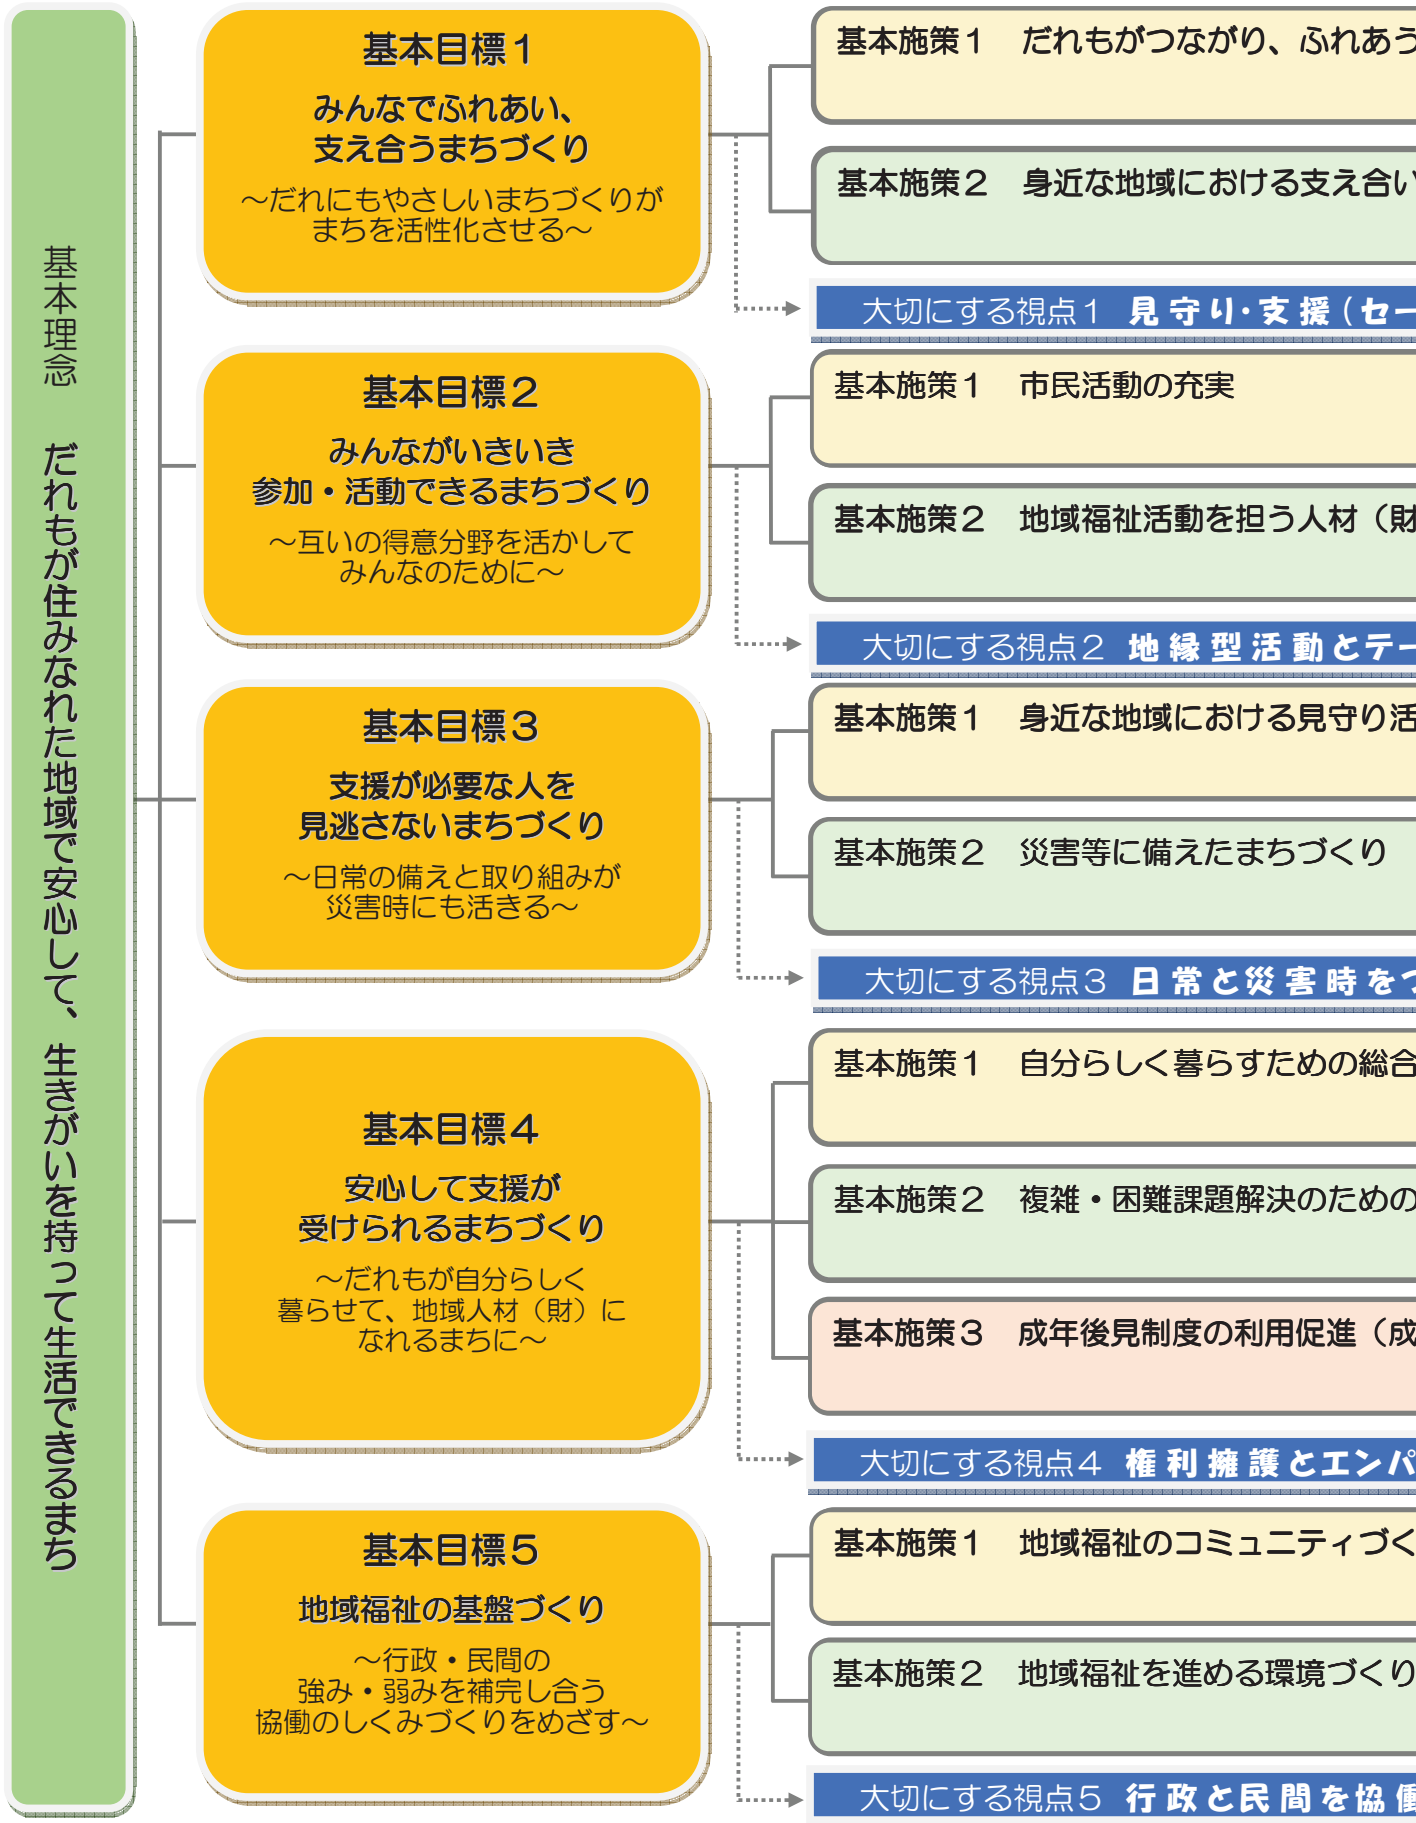 基本理念　だれもが住みなれた地域で安心して、生きがいを持って生活できるまち
基本目標１
みんなでふれあい、
支え合うまちづくり
～だれにもやさしいまちづくりが
まちを活性化させる～
基本施策１　だれもがつながり、ふれあう
基本施策２　身近な地域における支え合い
大切にする視点１ 見守り・支援（セー
基本目標２
みんながいきいき
参加・活動できるまちづくり
～互いの得意分野を活かして
みんなのために～
基本施策１　市民活動の充実
基本施策２　地域福祉活動を担う人材（財
大切にする視点２ 地縁型活動とテー
基本目標３
支援が必要な人を
見逃さないまちづくり
～日常の備えと取り組みが
災害時にも活きる～
基本施策１　身近な地域における見守り活
基本施策２　災害等に備えたまちづくり
大切にする視点３ 日常と災害時をつ
基本目標４
安心して支援が
受けられるまちづくり
～だれもが自分らしく
暮らせて、地域人材（財）に
なれるまちに～
基本施策１　自分らしく暮らすための総合
基本施策２　複雑・困難課題解決のための
基本施策３　成年後見制度の利用促進（成
大切にする視点４ 権利擁護とエンパ
基本目標５
地域福祉の基盤づくり
～行政・民間の
強み・弱みを補完し合う
協働のしくみづくりをめざす～
基本施策１　地域福祉のコミュニティづく
基本施策２　地域福祉を進める環境づくり
大切にする視点５ 行政と民間を協働